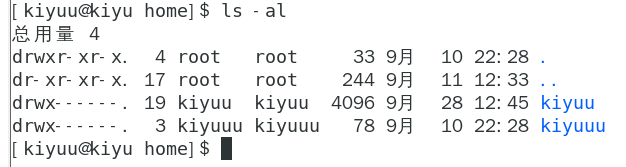 [kiyuu@kiyu home]$ ls -al
总用量 4
drwxr-xr-x.  4 root   root     33 9月  10 22:28 .
dr-xr-xr-x. 17 root   root    244 9月  11 12:33 ..
drwx------. 19 kiyuu  kiyuu  4096 9月  28 12:45 kiyuu
drwx------.  3 kiyuuu kiyuuu   78 9月  10 22:28 kiyuuu
[kiyuu@kiyu home]$